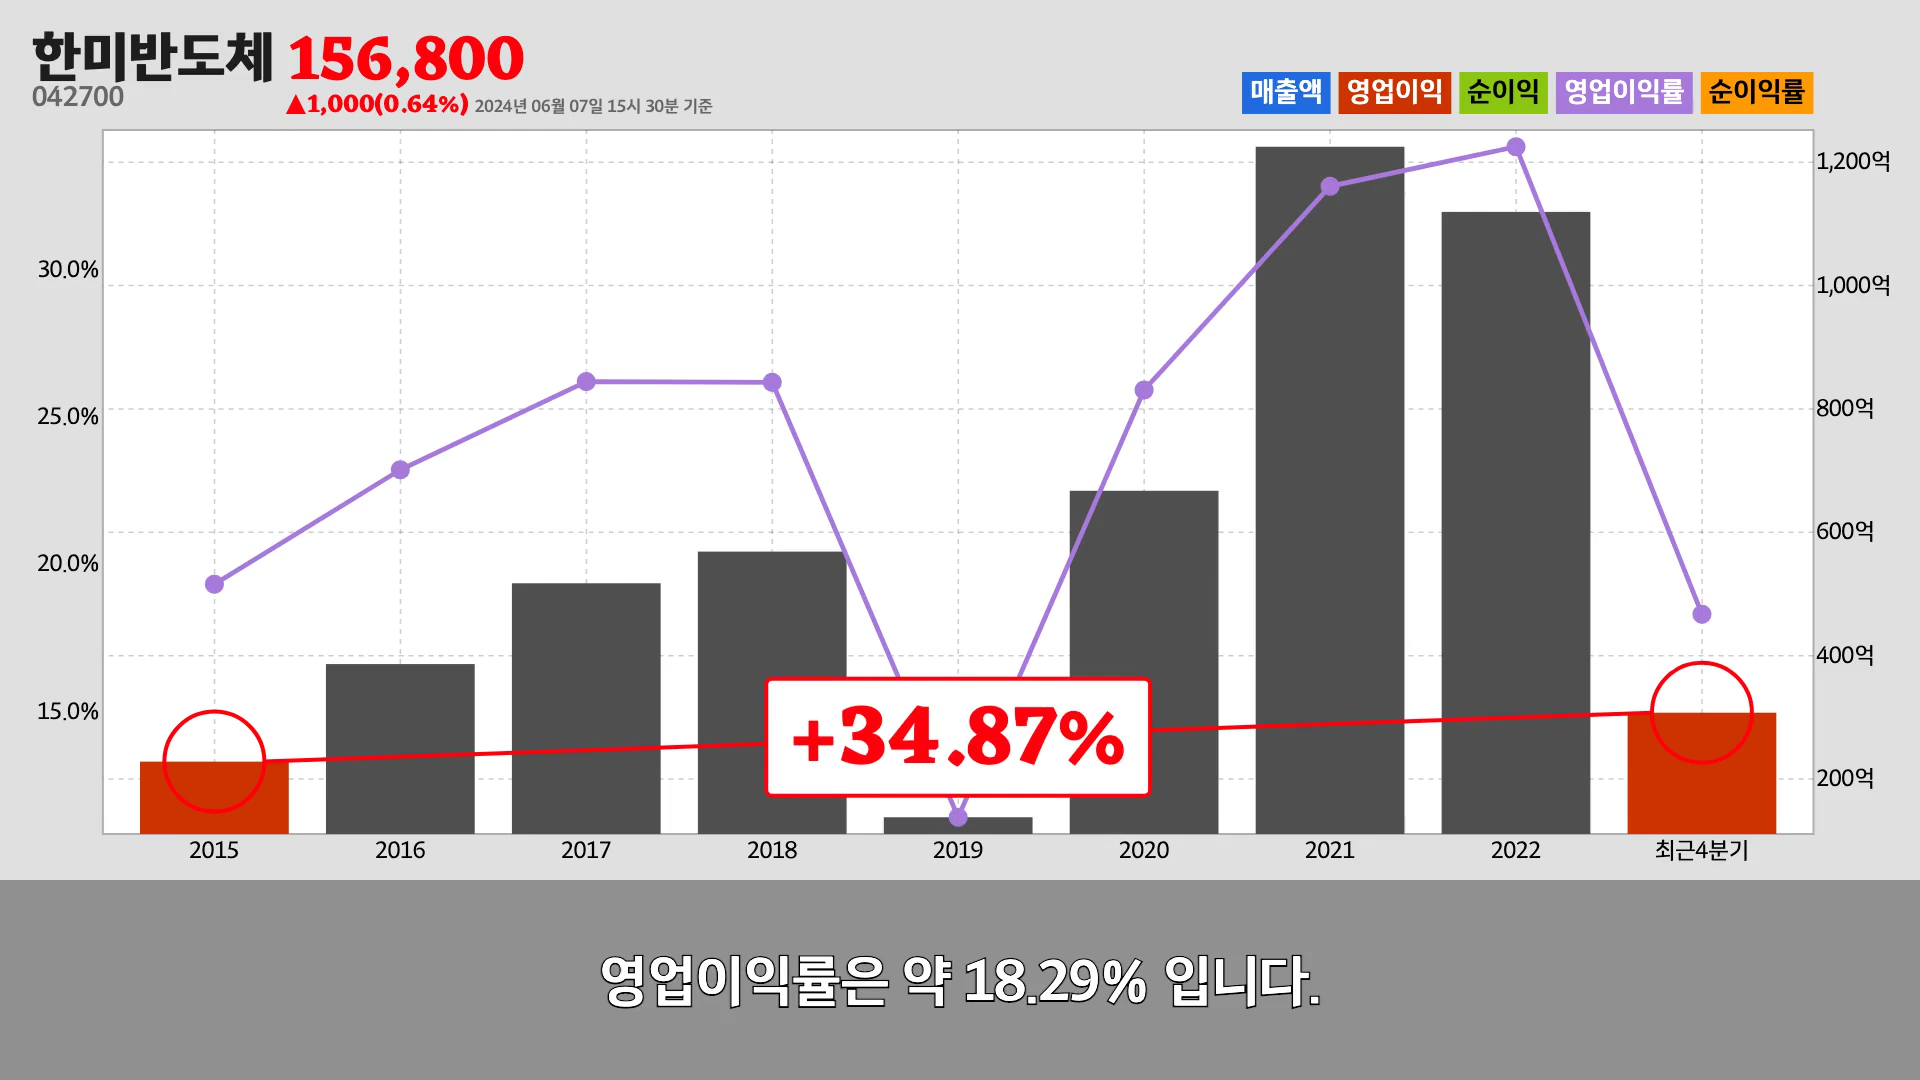 한미반도체 156,800
042700
▲1,000(0.64%) 2024년 06월 07일 15시 30분 기준
매출액 영업이익 순이익 영업이익률 순이익률
30.0%
25.0%
20.0%
15.0%
1,200억
1,000억
800억
600억
400억
200억
+34.87%
2015 2016 2017 2018 2019 2020 2021 2022 최근4분기
영업이익률은 약 18.29% 입니다.